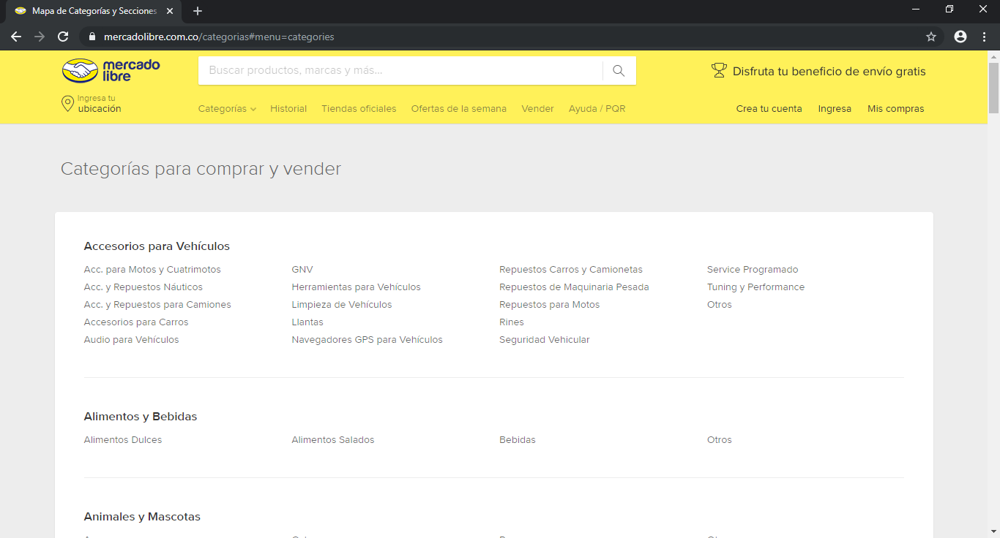 Mapa de Categorías y Secciones
mercadolibre.com.co/categorias#menu=categories
mercado
libre
Buscar productos, marcas y más...
Disfruta tu beneficio de envío gratis
Ingresa tu
ubicación
Categorías Historial Tiendas oficiales Ofertas de la semana Vender Ayuda / PQR Crea tu cuenta Ingresa Mis compras
Categorías para comprar y vender
Accesorios para Vehículos
Acc. para Motos y Cuatrimotos GNV Repuestos Carros y Camionetas Service Programado
Acc. y Repuestos Náuticos Herramientas para Vehículos Repuestos de Maquinaria Pesada Tuning y Performance
Acc. y Repuestos para Camiones Limpieza de Vehículos Repuestos para Motos Otros
Accesorios para Carros Llantas Rines
Audio para Vehículos Navegadores GPS para Vehículos Seguridad Vehicular
Alimentos y Bebidas
Alimentos Dulces Alimentos Salados Bebidas Otros
Animales y Mascotas